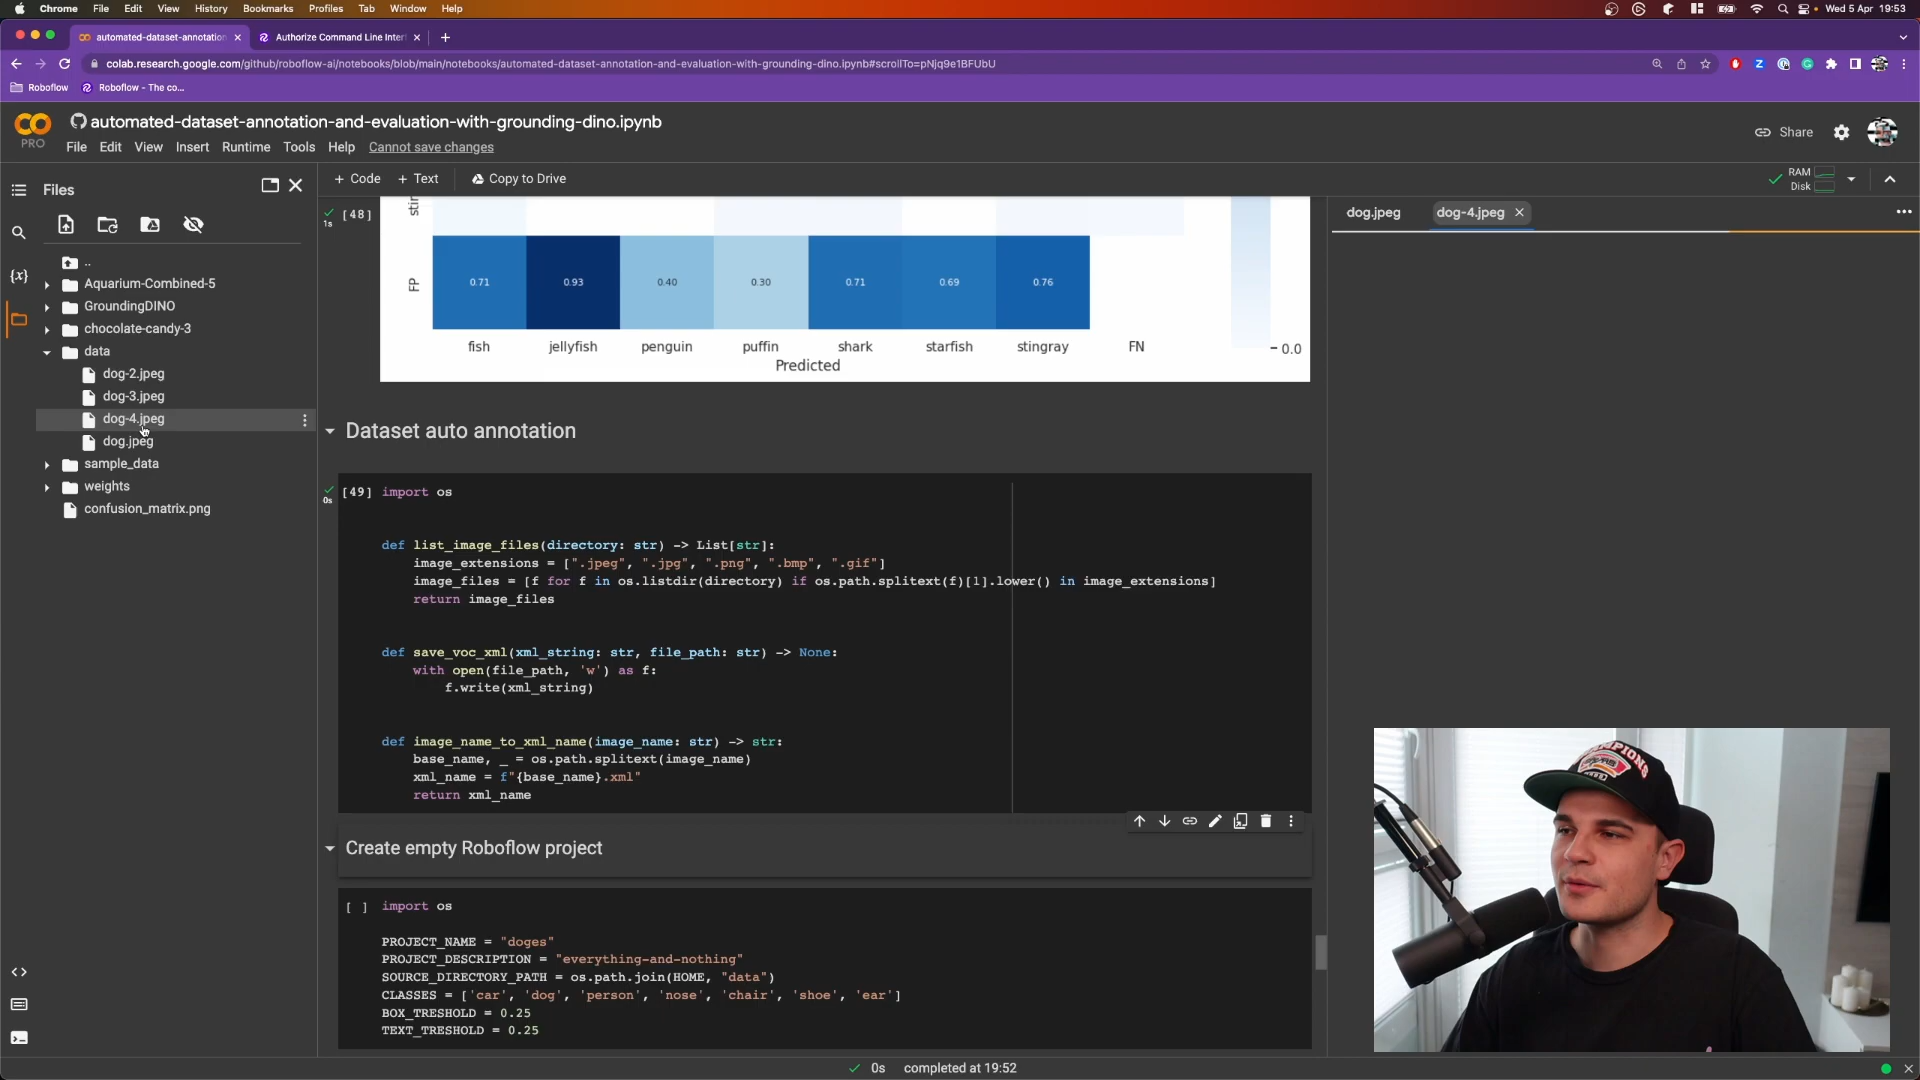 Chrome File Edit View History Bookmarks Profiles Tab Window Help
Wed 5 Apr 19:53
automated-dataset-annotation
Authorize Command Line Inter
colab.research.google.com/github/roboflow-ai/notebooks/blob/main/notebooks/automated-dataset-annotation-and-evaluation-with-grounding-dino.ipynb#scrollTo=pNjq9e1BFUbU
Roboflow
Roboflow - The co...
PRO
automated-dataset-annotation-and-evaluation-with-grounding-dino.ipynb
Share
File Edit View Insert Runtime Tools Help Cannot save changes
Files
+ Code + Text Copy to Drive
RAM
Disk
..
Aquarium-Combined-5
GroundingDINO
chocolate-candy-3
data
dog-2.jpeg
dog-3.jpeg
dog-4.jpeg
dog.jpeg
sample_data
weights
confusion_matrix.png
{x}
[48]
1s
stin
FP
0.71 0.93 0.40 0.30 0.71 0.69 0.76
fish jellyfish penguin puffin shark starfish stingray FN
Predicted
0.0
dog.jpeg
dog-4.jpeg
Dataset auto annotation
[49] import os
0s
def list_image_files(directory: str) -> List[str]:
image_extensions = [".jpeg", ".jpg", ".png", ".bmp", ".gif"]
image_files = [f for f in os.listdir(directory) if os.path.splitext(f)[1].lower() in image_extensions]
return image_files
def save_voc_xml(xml_string: str, file_path: str) -> None:
with open(file_path, 'w') as f:
f.write(xml_string)
def image_name_to_xml_name(image_name: str) -> str:
base_name, _ = os.path.splitext(image_name)
xml_name = f"{base_name}.xml"
return xml_name
Create empty Roboflow project
[ ] import os
PROJECT_NAME = "doges"
PROJECT_DESCRIPTION = "everything-and-nothing"
SOURCE_DIRECTORY_PATH = os.path.join(HOME, "data")
CLASSES = ['car', 'dog', 'person', 'nose', 'chair', 'shoe', 'ear']
BOX_TRESHOLD = 0.25
TEXT_TRESHOLD = 0.25
0s completed at 19:52